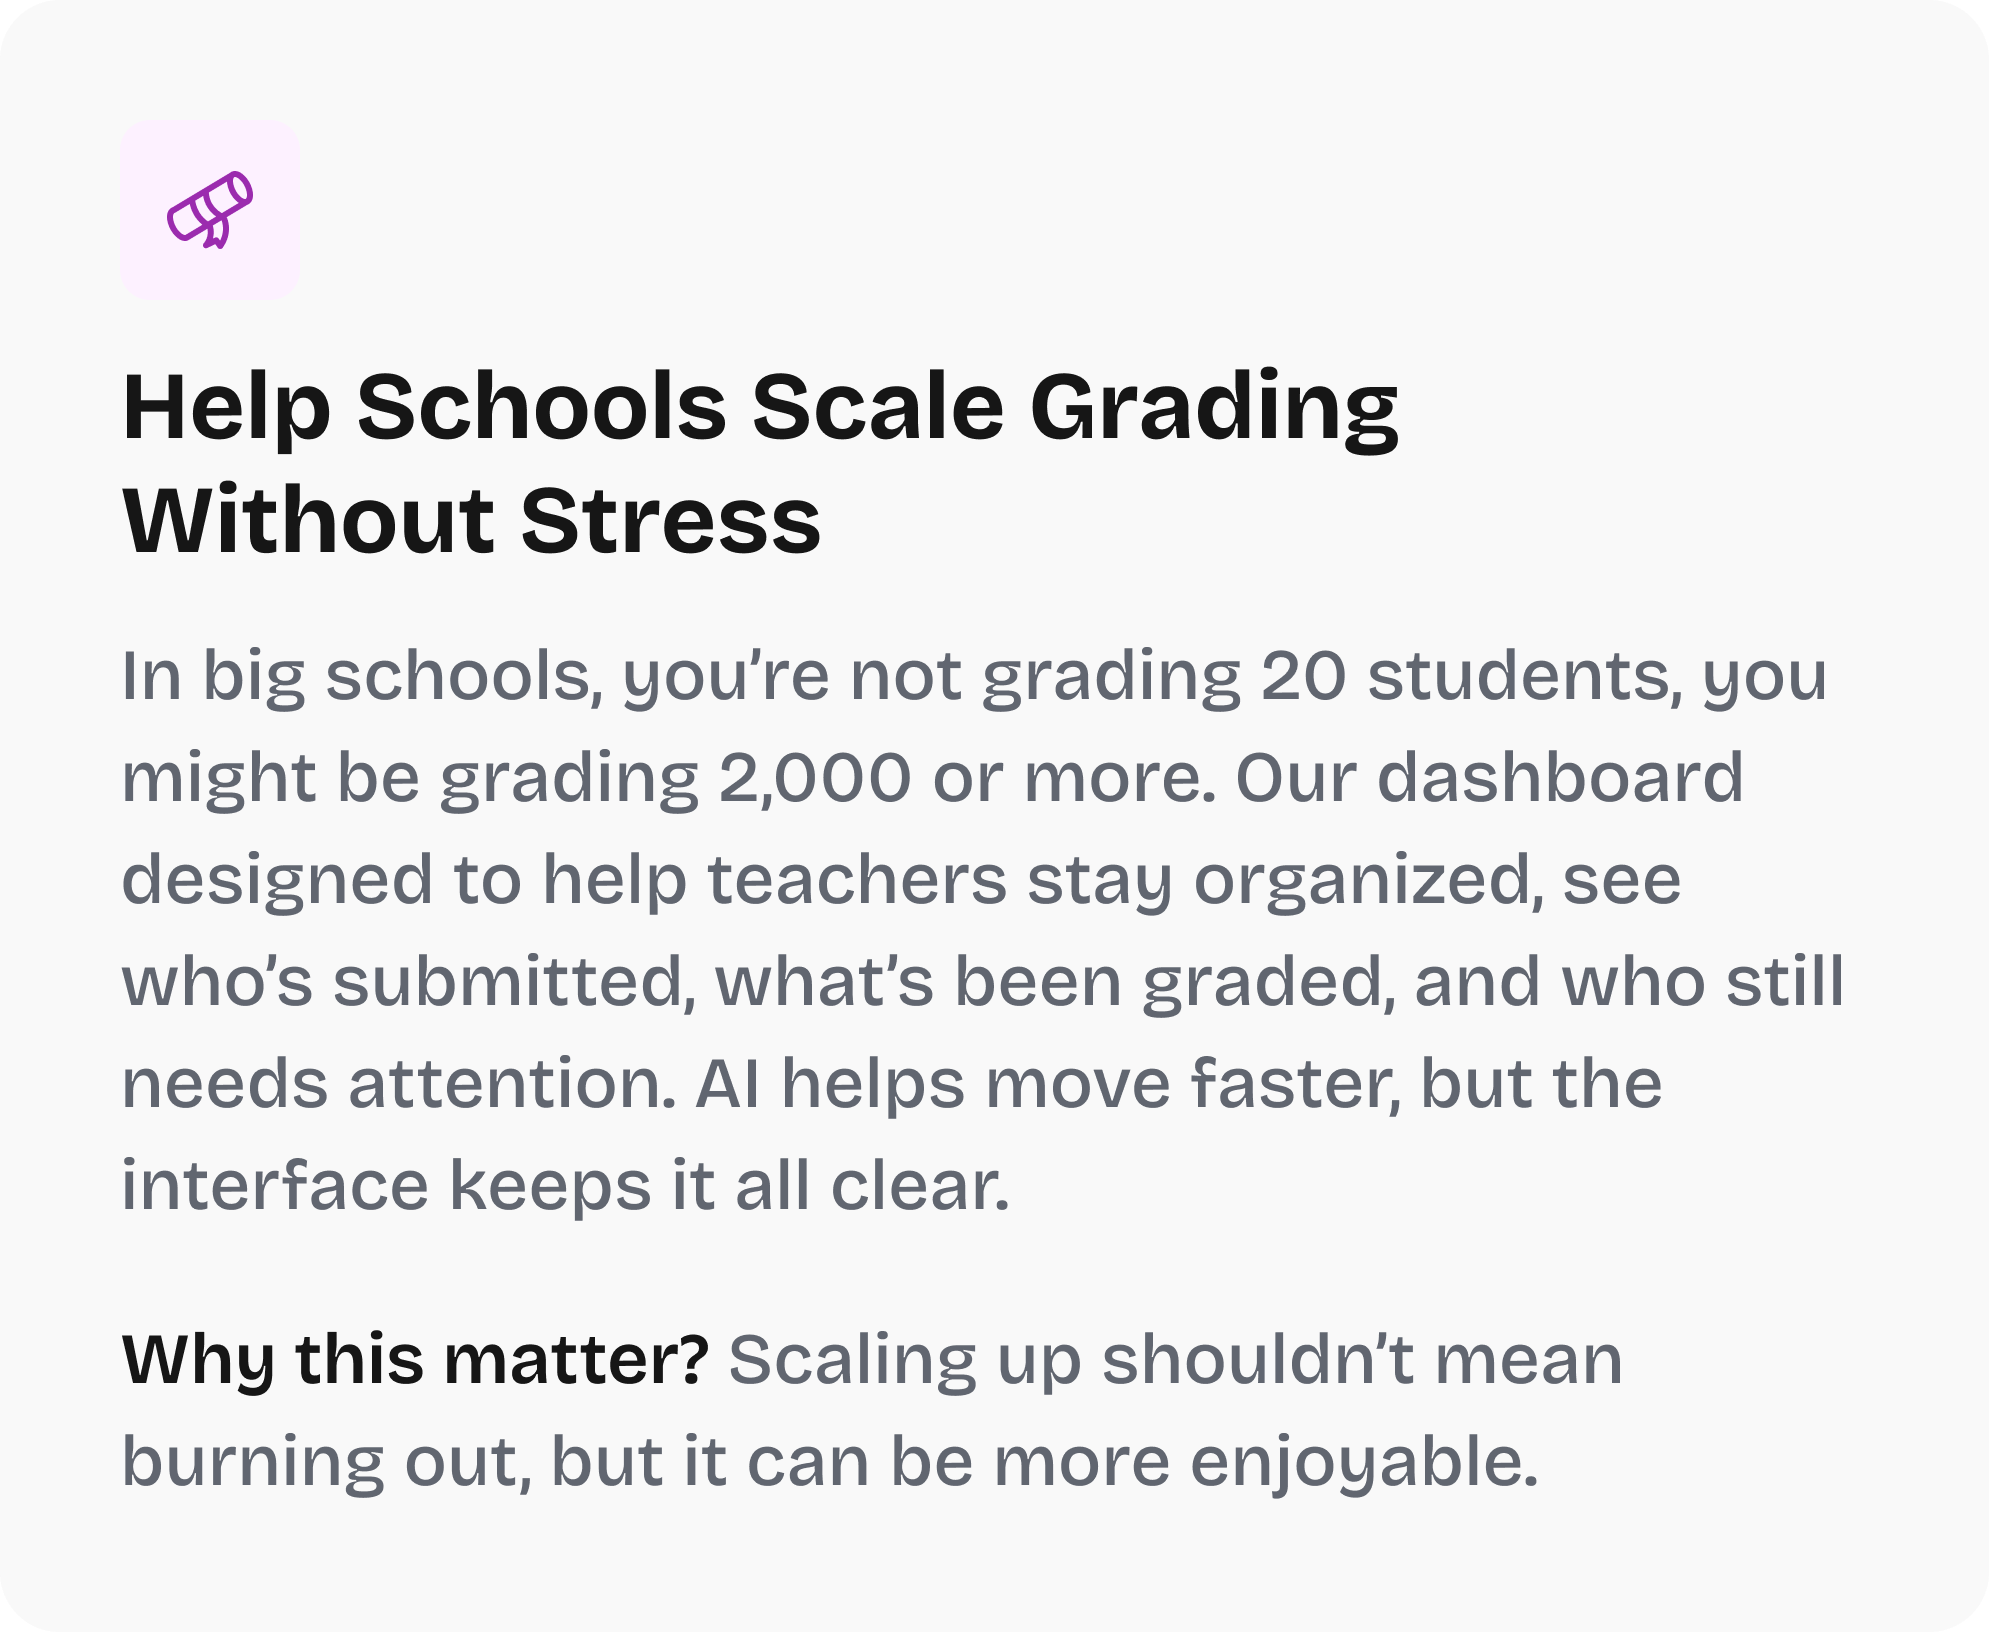 Help Schools Scale Grading
Without Stress
In big schools, you’re not grading 20 students, you
might be grading 2,000 or more. Our dashboard
designed to help teachers stay organized, see
who’s submitted, what’s been graded, and who still
needs attention. AI helps move faster, but the
interface keeps it all clear.
Why this matter? Scaling up shouldn’t mean
burning out, but it can be more enjoyable.